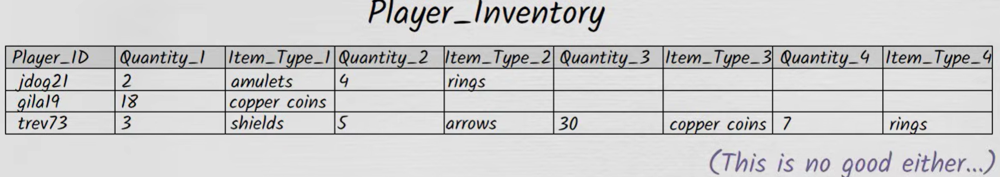 Player_Inventory
Player_ID Quantity_1 Item_Type_1 Quantity_2 Item_Type_2 Quantity_3 Item_Type_3 Quantity_4 Item_Type_4
jdog21 2 amulets 4 rings
gila19 18 copper coins
trev73 3 shields 5 arrows 30 copper coins 7 rings
(This is no good either...)